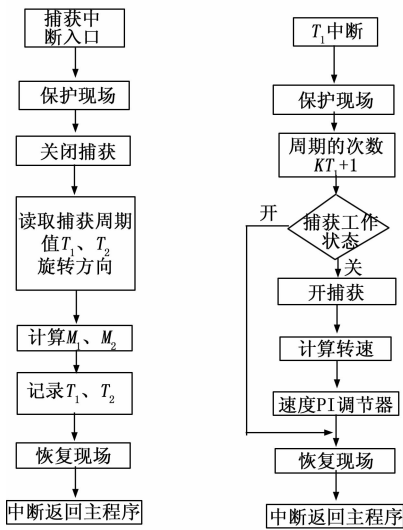 捕获中
断入口
保护现场
关闭捕获
读取捕获周期
值T₁、T₂
旋转方向
计算M₁、M₂
记录T₁、T₂
恢复现场
中断返回主程序
T₁中断
保护现场
周期的次数
KT₁+1
开
捕获工作
状态
关
开捕获
计算转速
速度PI调节器
恢复现场
中断返回主程序